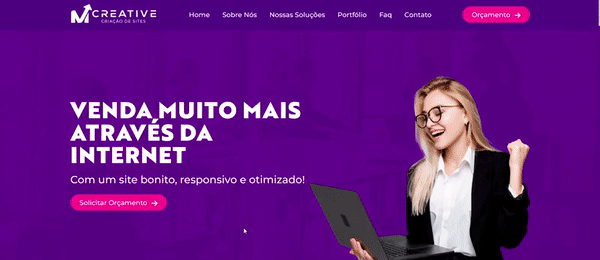 CREATIVE
CRIAÇÃO DE SITES
Home Sobre Nós Nossas Soluções Portfólio Faq Contato Orçamento
VENDA MUITO MAIS
ATRAVÉS DA
INTERNET
Com um site bonito, responsivo e otimizado!
Solicitar Orçamento